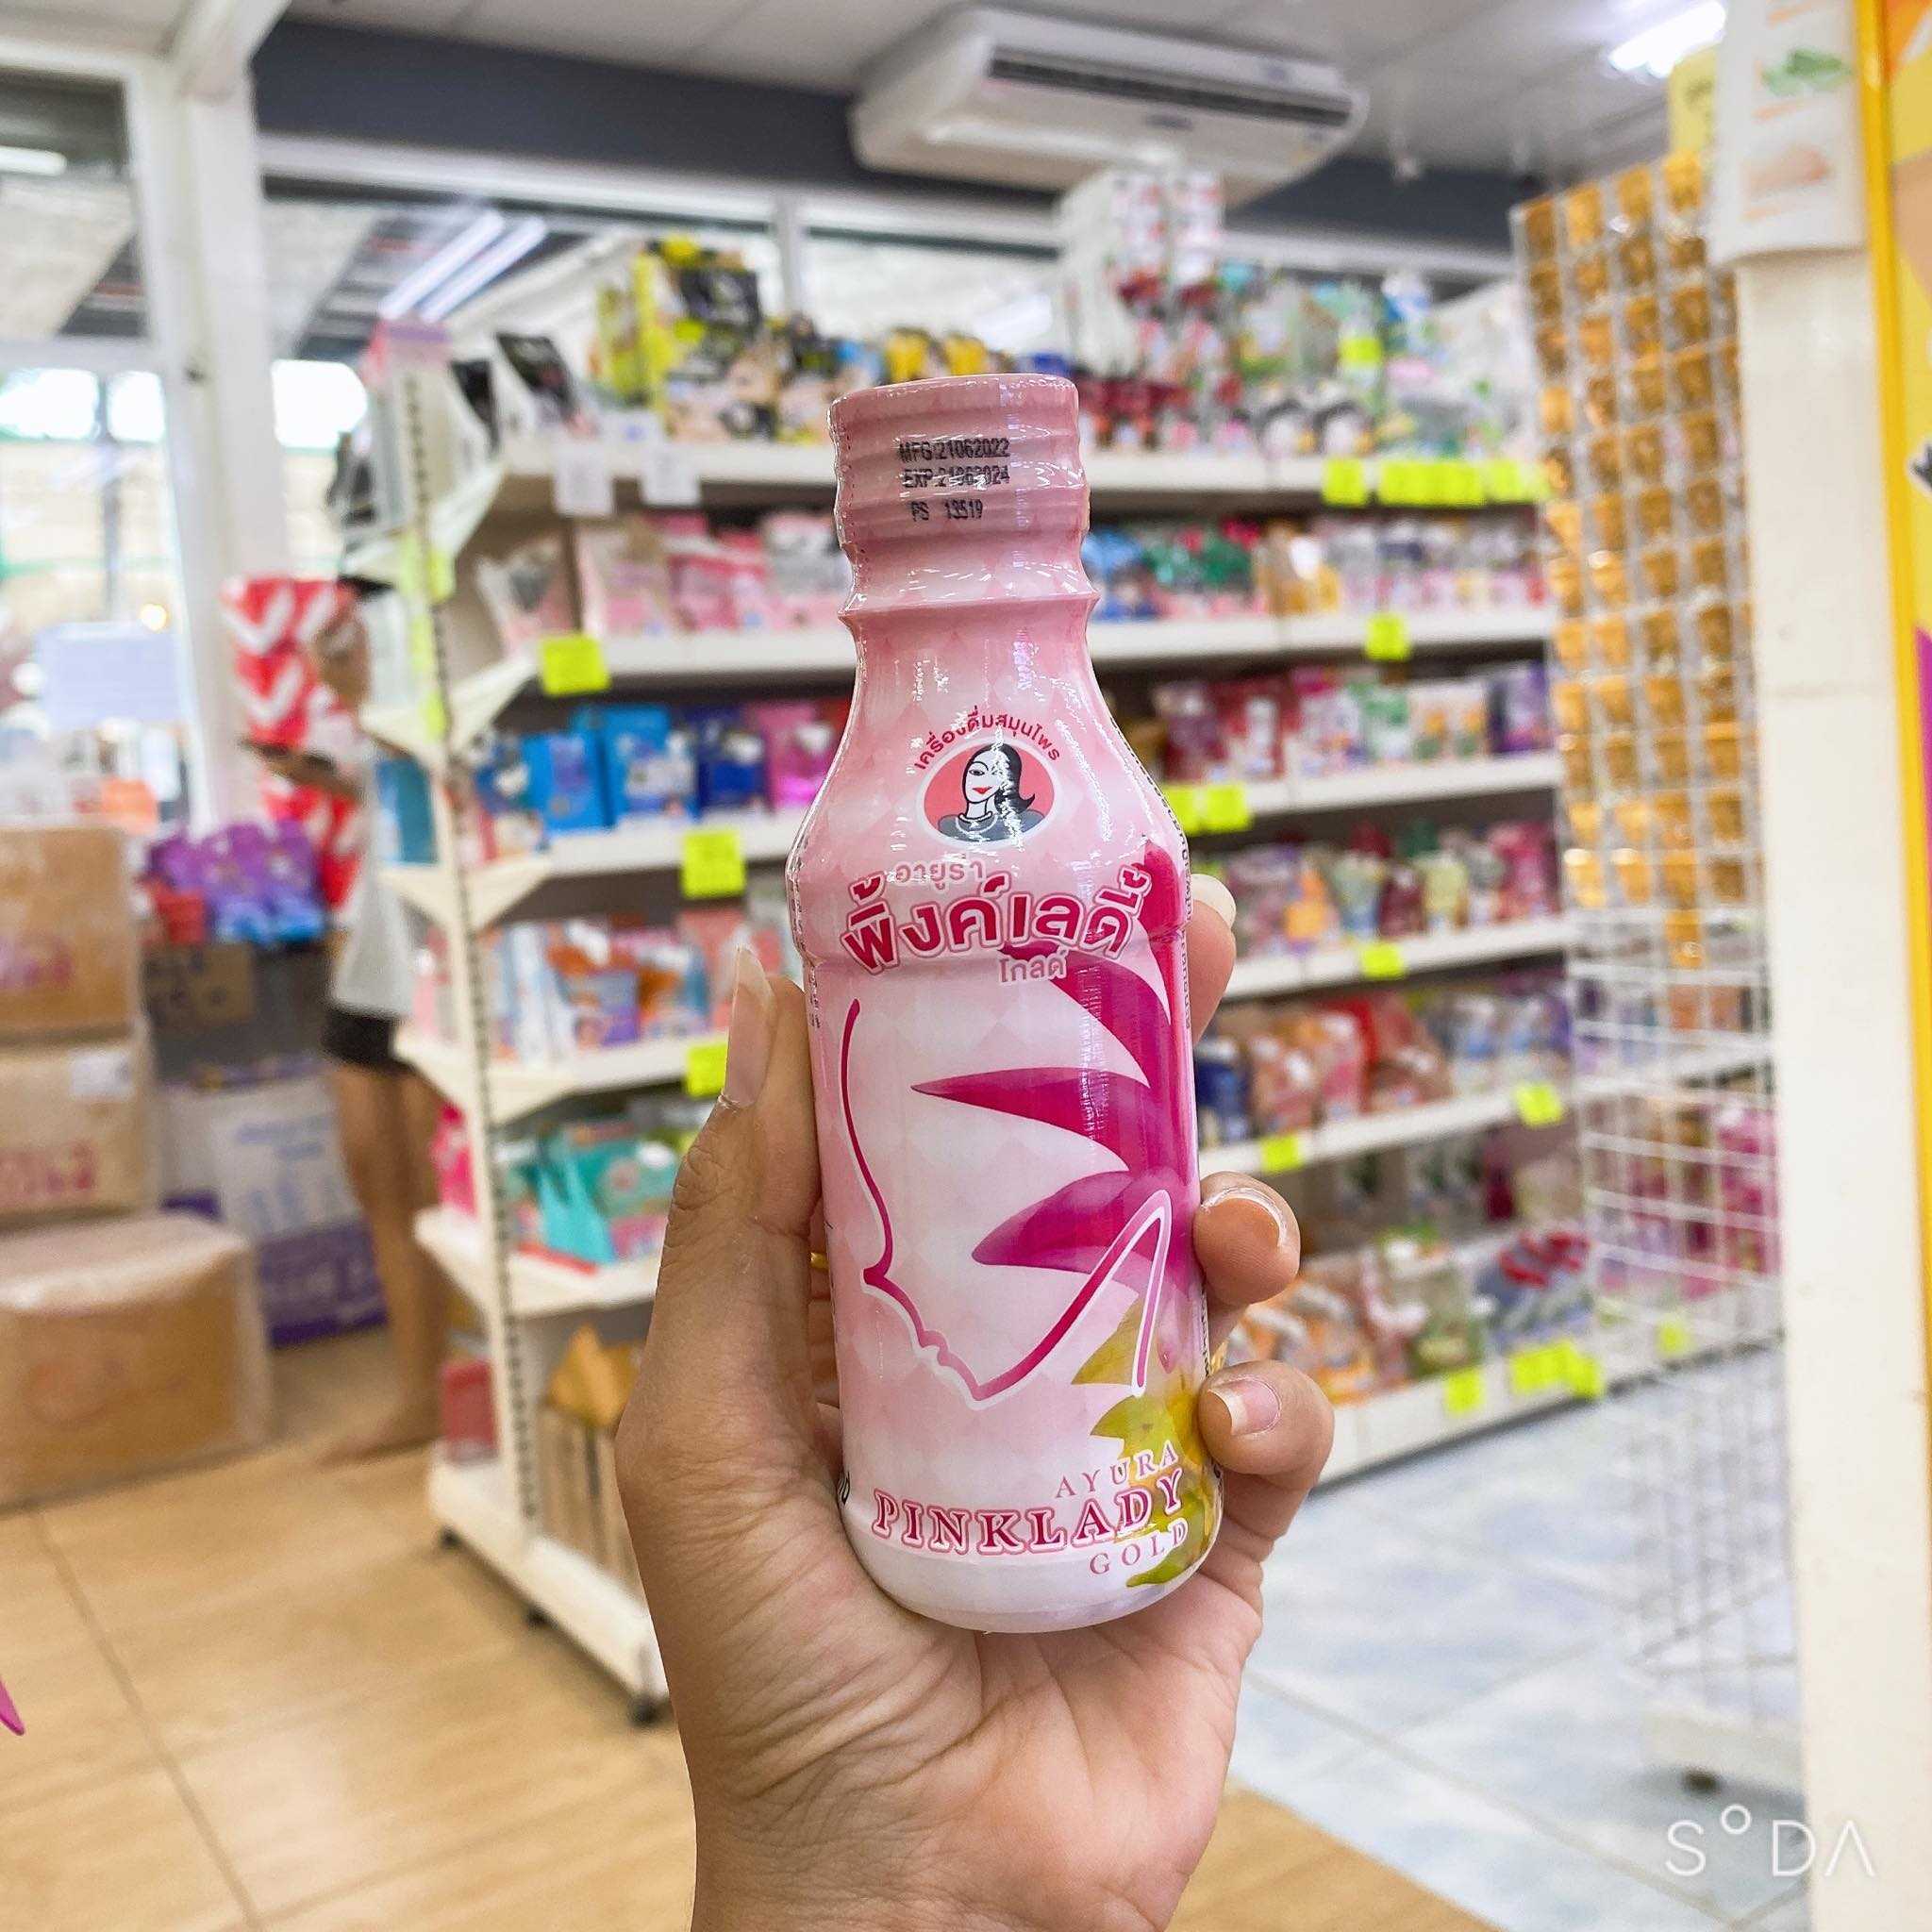 MFG:21062022
EXP:21062024
PS 13519
เครื่องดื่มสมุนไพร
อายูรา
พิ้งค์เลดี้
โกลด์
AYURA
PINKLADY
GOLD
SODA